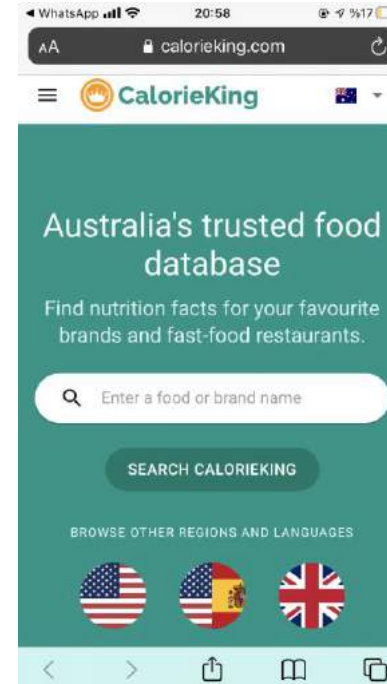 WhatsApp 20:58 %17
AA calorieking.com
CalorieKing
Australia's trusted food
database
Find nutrition facts for your favourite
brands and fast-food restaurants.
Enter a food or brand name
SEARCH CALORIEKING
BROWSE OTHER REGIONS AND LANGUAGES